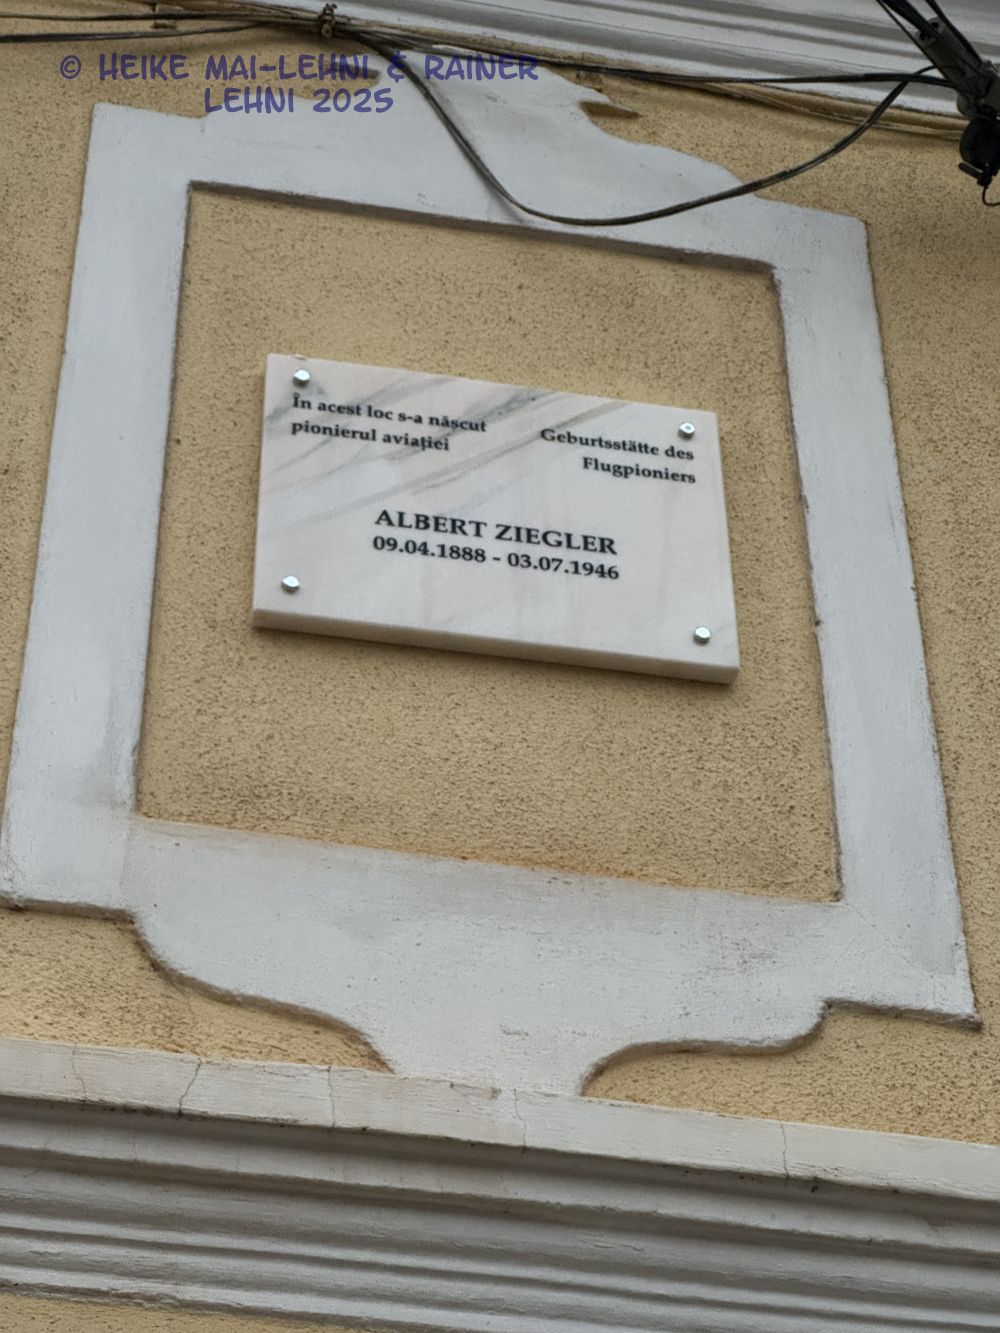 © HEIKE MAI-LEHNI & RAINER
LEHNI 2025
În acest loc s-a născut
pionierul aviației
Geburtsstätte des
Flugpioniers
ALBERT ZIEGLER
09.04.1888 - 03.07.1946